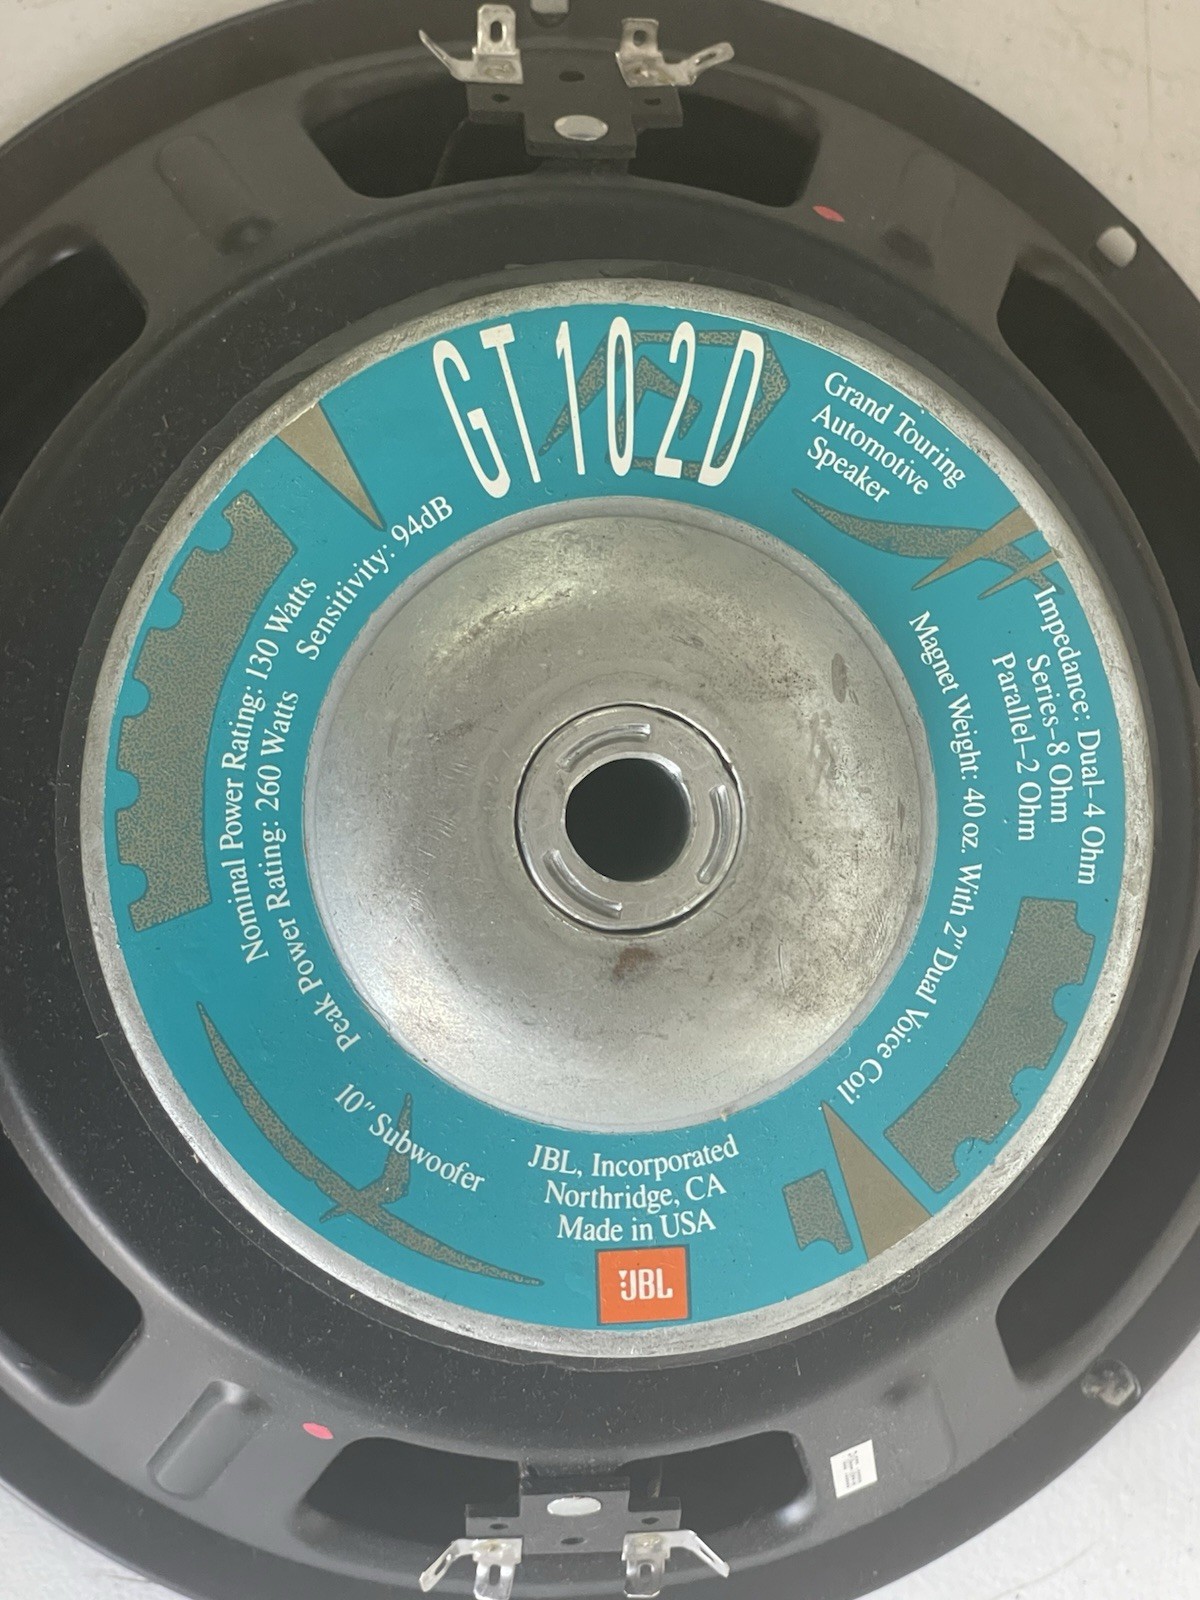 GT102D
Grand Touring
Automotive
Speaker
Impedance: Dual-4 Ohm
Series-8 Ohm
Parallel-2 Ohm
Magnet Weight: 40 oz. With 2" Dual Voice Coil
Sensitivity: 94dB
Nominal Power Rating: 130 Watts
Peak Power Rating: 260 Watts
10" Subwoofer
JBL, Incorporated
Northridge, CA
Made in USA
JBL